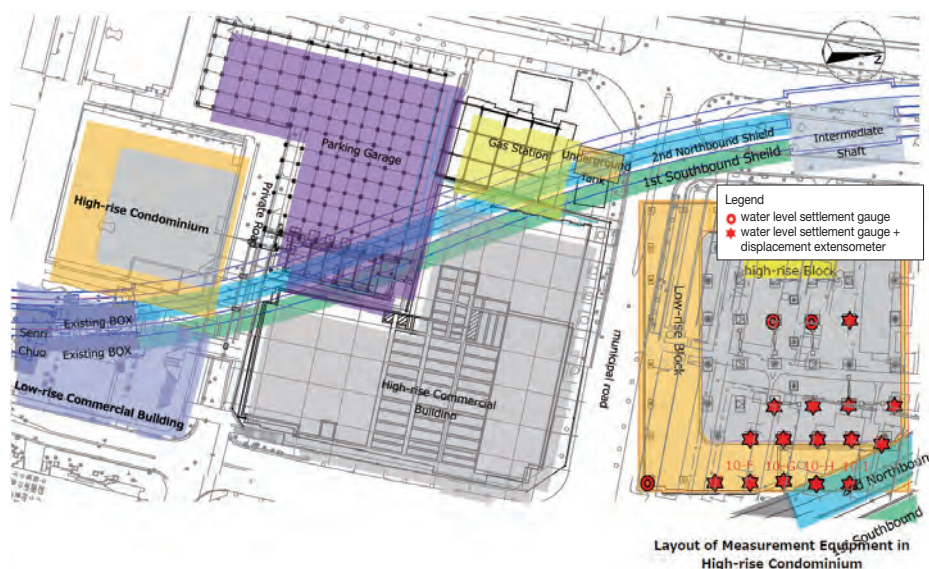 Z
Parking Garage
Gas Station
Underground
Tank
2nd Northbound Shield
1st Southbound Sheild
Intermediate
Shaft
High-rise Condominium
Private Road
Legend
water level settlement gauge
water level settlement gauge +
displacement extensometer
high-rise Block
Low-rise Block
Existing BOX
Senri
Chuo
Existing BOX
Low-rise Commercial Building
High-rise Commercial
Building
municipal road
10-F 10-G 10-H
2nd Northbound
1st Southbound
Layout of Measurement Equipment in
High-rise Condominium